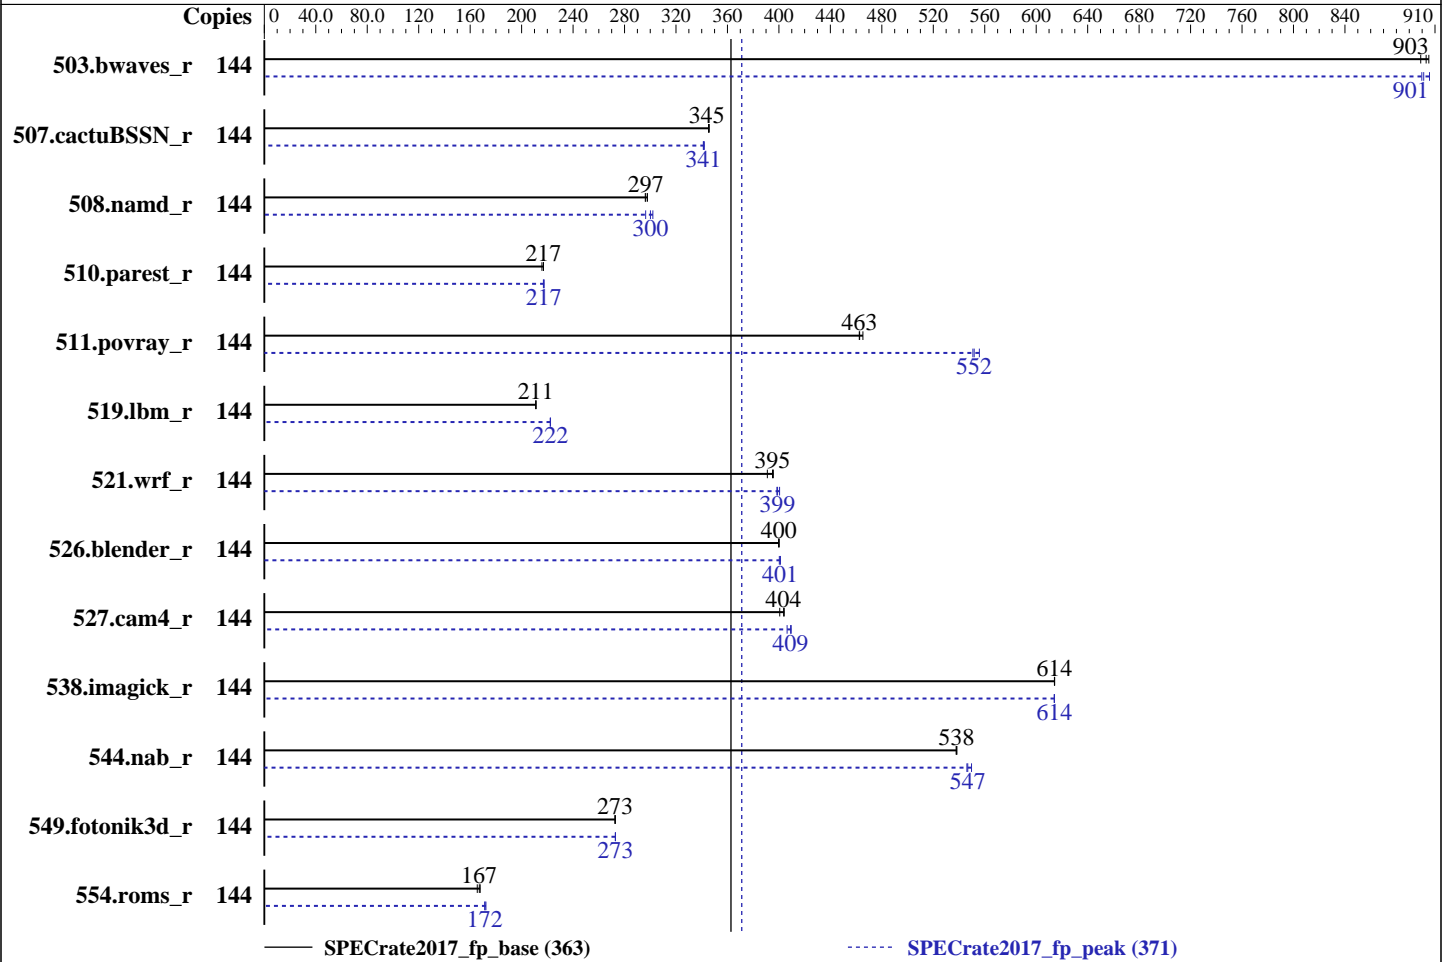 Copies 0 40.0 80.0 120 160 200 240 280 320 360 400 440 480 520 560 600 640 680 720 760 800 840 910
903
503.bwaves_r 144
901
345
507.cactuBSSN_r 144
341
297
508.namd_r 144
300
217
510.parest_r 144
217
463
511.povray_r 144
552
211
519.lbm_r 144
222
395
521.wrf_r 144
399
400
526.blender_r 144
401
404
527.cam4_r 144
409
614
538.imagick_r 144
614
538
544.nab_r 144
547
273
549.fotonik3d_r 144
273
167
554.roms_r 144
172
SPECrate2017_fp_base (363) SPECrate2017_fp_peak (371)